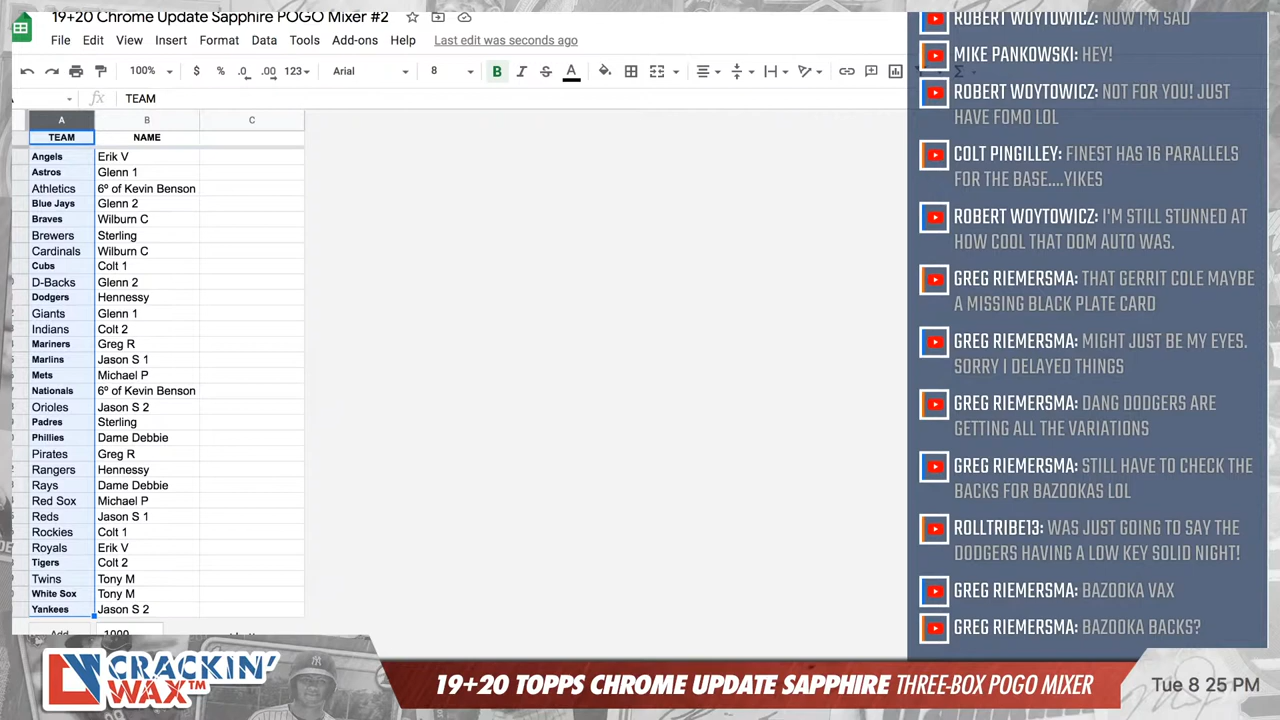 19+20 Chrome Update Sapphire POGO Mixer #2
File Edit View Insert Format Data Tools Add-ons Help Last edit was seconds ago
100% $ % .0 .00 123 Arial 8 B I S A
fx TEAM
A B C
TEAM NAME
Angels Erik V
Astros Glenn 1
Athletics 6º of Kevin Benson
Blue Jays Glenn 2
Braves Wilburn C
Brewers Sterling
Cardinals Wilburn C
Cubs Colt 1
D-Backs Glenn 2
Dodgers Hennessy
Giants Glenn 1
Indians Colt 2
Mariners Greg R
Marlins Jason S 1
Mets Michael P
Nationals 6º of Kevin Benson
Orioles Jason S 2
Padres Sterling
Phillies Dame Debbie
Pirates Greg R
Rangers Hennessy
Rays Dame Debbie
Red Sox Michael P
Reds Jason S 1
Rockies Colt 1
Royals Erik V
Tigers Colt 2
Twins Tony M
White Sox Tony M
Yankees Jason S 2
Add 1000
ROBERT WOYTOWICZ: NOW I'M SAD
MIKE PANKOWSKI: HEY!
ROBERT WOYTOWICZ: NOT FOR YOU! JUST
HAVE FOMO LOL
COLT PINGILLEY: FINEST HAS 16 PARALLELS
FOR THE BASE....YIKES
ROBERT WOYTOWICZ: I'M STILL STUNNED AT
HOW COOL THAT DOM AUTO WAS.
GREG RIEMERSMA: THAT GERRIT COLE MAYBE
A MISSING BLACK PLATE CARD
GREG RIEMERSMA: MIGHT JUST BE MY EYES.
SORRY I DELAYED THINGS
GREG RIEMERSMA: DANG DODGERS ARE
GETTING ALL THE VARIATIONS
GREG RIEMERSMA: STILL HAVE TO CHECK THE
BACKS FOR BAZOOKAS LOL
ROLLTRIBE13: WAS JUST GOING TO SAY THE
DODGERS HAVING A LOW KEY SOLID NIGHT!
GREG RIEMERSMA: BAZOOKA VAX
GREG RIEMERSMA: BAZOOKA BACKS?
CRACKIN'
WAX™
19+20 TOPPS CHROME UPDATE SAPPHIRE THREE-BOX POGO MIXER
Tue 8 25 PM